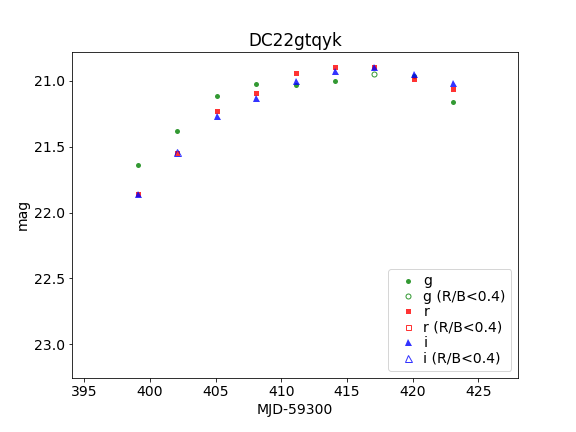 DC22gtqyk
21.0
21.5
22.0
22.5
23.0
mag
395
400
405
410
415
420
425
MJD-59300
g
g (R/B<0.4)
r
r (R/B<0.4)
i
i (R/B<0.4)